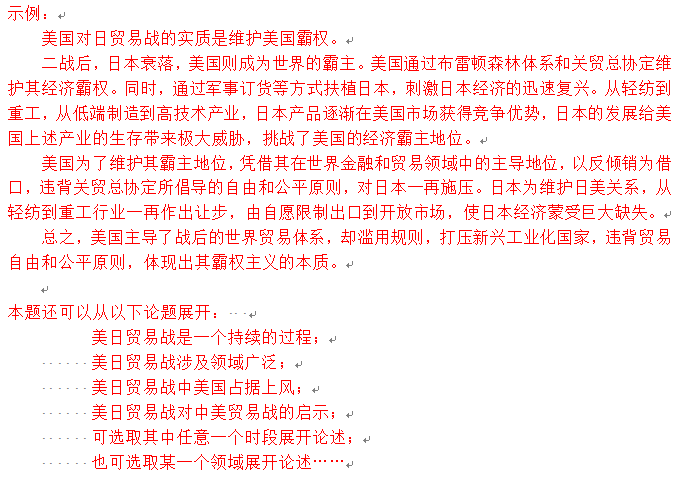 示例：
美国对日贸易战的实质是维护美国霸权。
二战后，日本衰落，美国则成为世界的霸主。美国通过布雷顿森林体系和关贸总协定维
护其经济霸权。同时，通过军事订货等方式扶植日本，刺激日本经济的迅速复兴。从轻纺到
重工，从低端制造到高技术产业，日本产品逐渐在美国市场获得竞争优势，日本的发展给美
国上述产业的生存带来极大威胁，挑战了美国的经济霸主地位。
美国为了维护其霸主地位，凭借其在世界金融和贸易领域中的主导地位，以反倾销为借
口，违背关贸总协定所倡导的自由和公平原则，对日本一再施压。日本为维护日美关系，从
轻纺到重工行业一再作出让步，由自愿限制出口到开放市场，使日本经济蒙受巨大缺失。
总之，美国主导了战后的世界贸易体系，却滥用规则，打压新兴工业化国家，违背贸易
自由和公平原则，体现出其霸权主义的本质。
本题还可以从以下论题展开：
美日贸易战是一个持续的过程；
美日贸易战涉及领域广泛；
美日贸易战中美国占据上风；
美日贸易战对中美贸易战的启示；
可选取其中任意一个时段展开论述；
也可选取某一个领域展开论述……